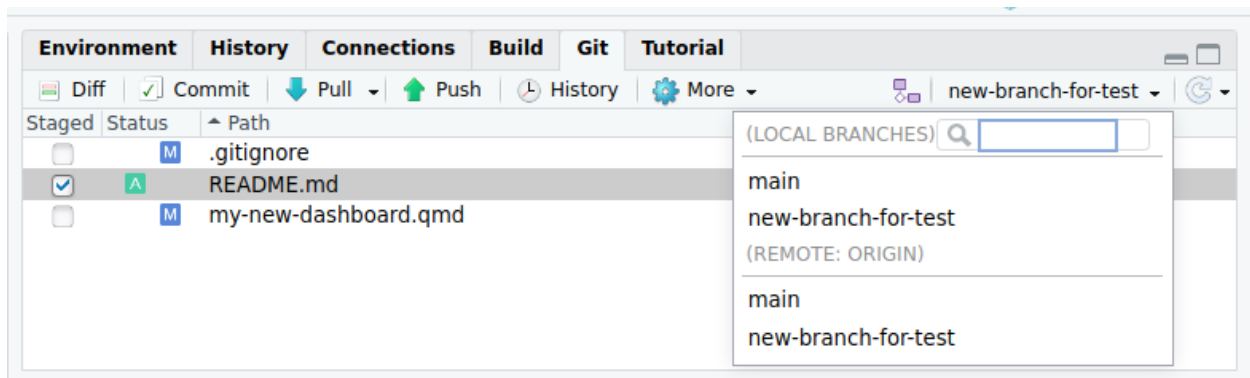 Environment History Connections Build Git Tutorial
Diff Commit Pull Push History More new-branch-for-test
Staged Status Path
M .gitignore
A README.md
M my-new-dashboard.qmd
(LOCAL BRANCHES)
main
new-branch-for-test
(REMOTE: ORIGIN)
main
new-branch-for-test